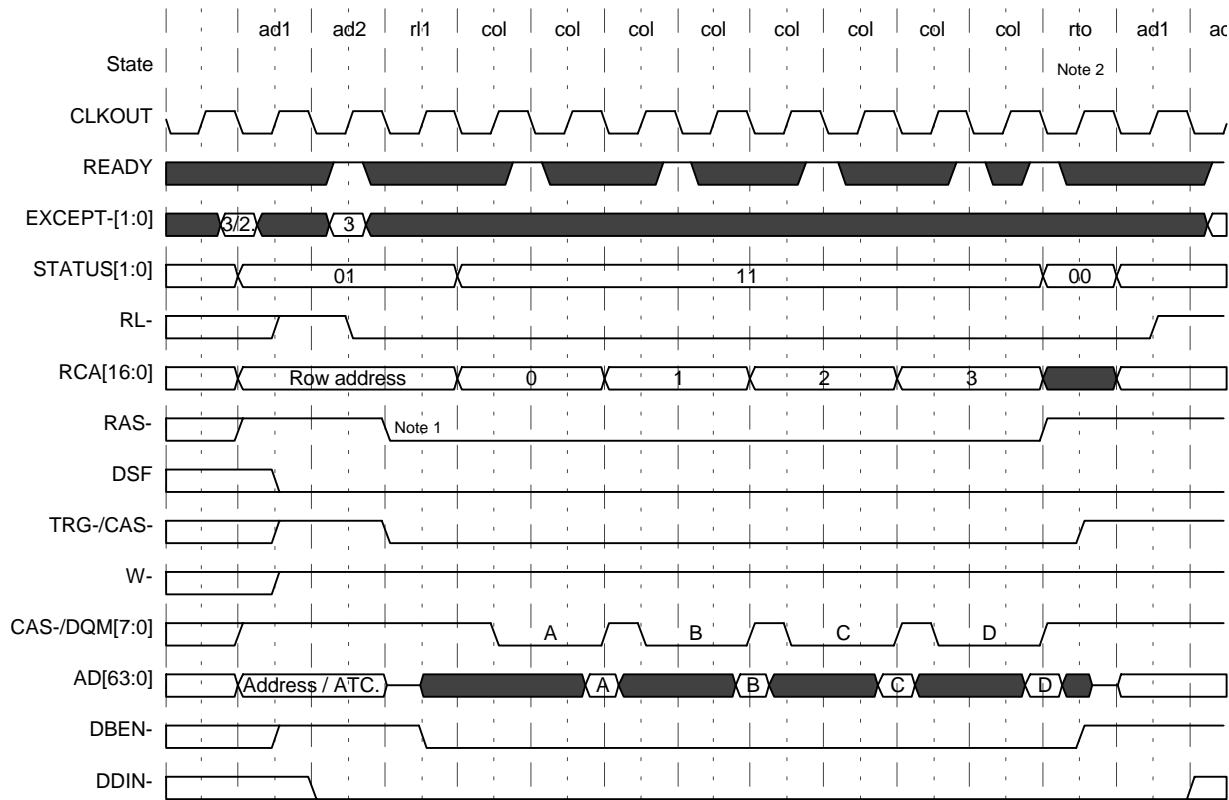 ad1 ad2 rl1 col col col col col col col col rto ad1 ad
State Note 2
CLKOUT
READY
EXCEPT-[1:0] 3/2. 3
STATUS[1:0] 01 11 00
RL-
RCA[16:0] Row address 0 1 2 3
RAS- Note 1
DSF
TRG-/CAS-
W-
CAS-/DQM[7:0] A B C D
AD[63:0] Address / ATC. A B C D
DBEN-
DDIN-